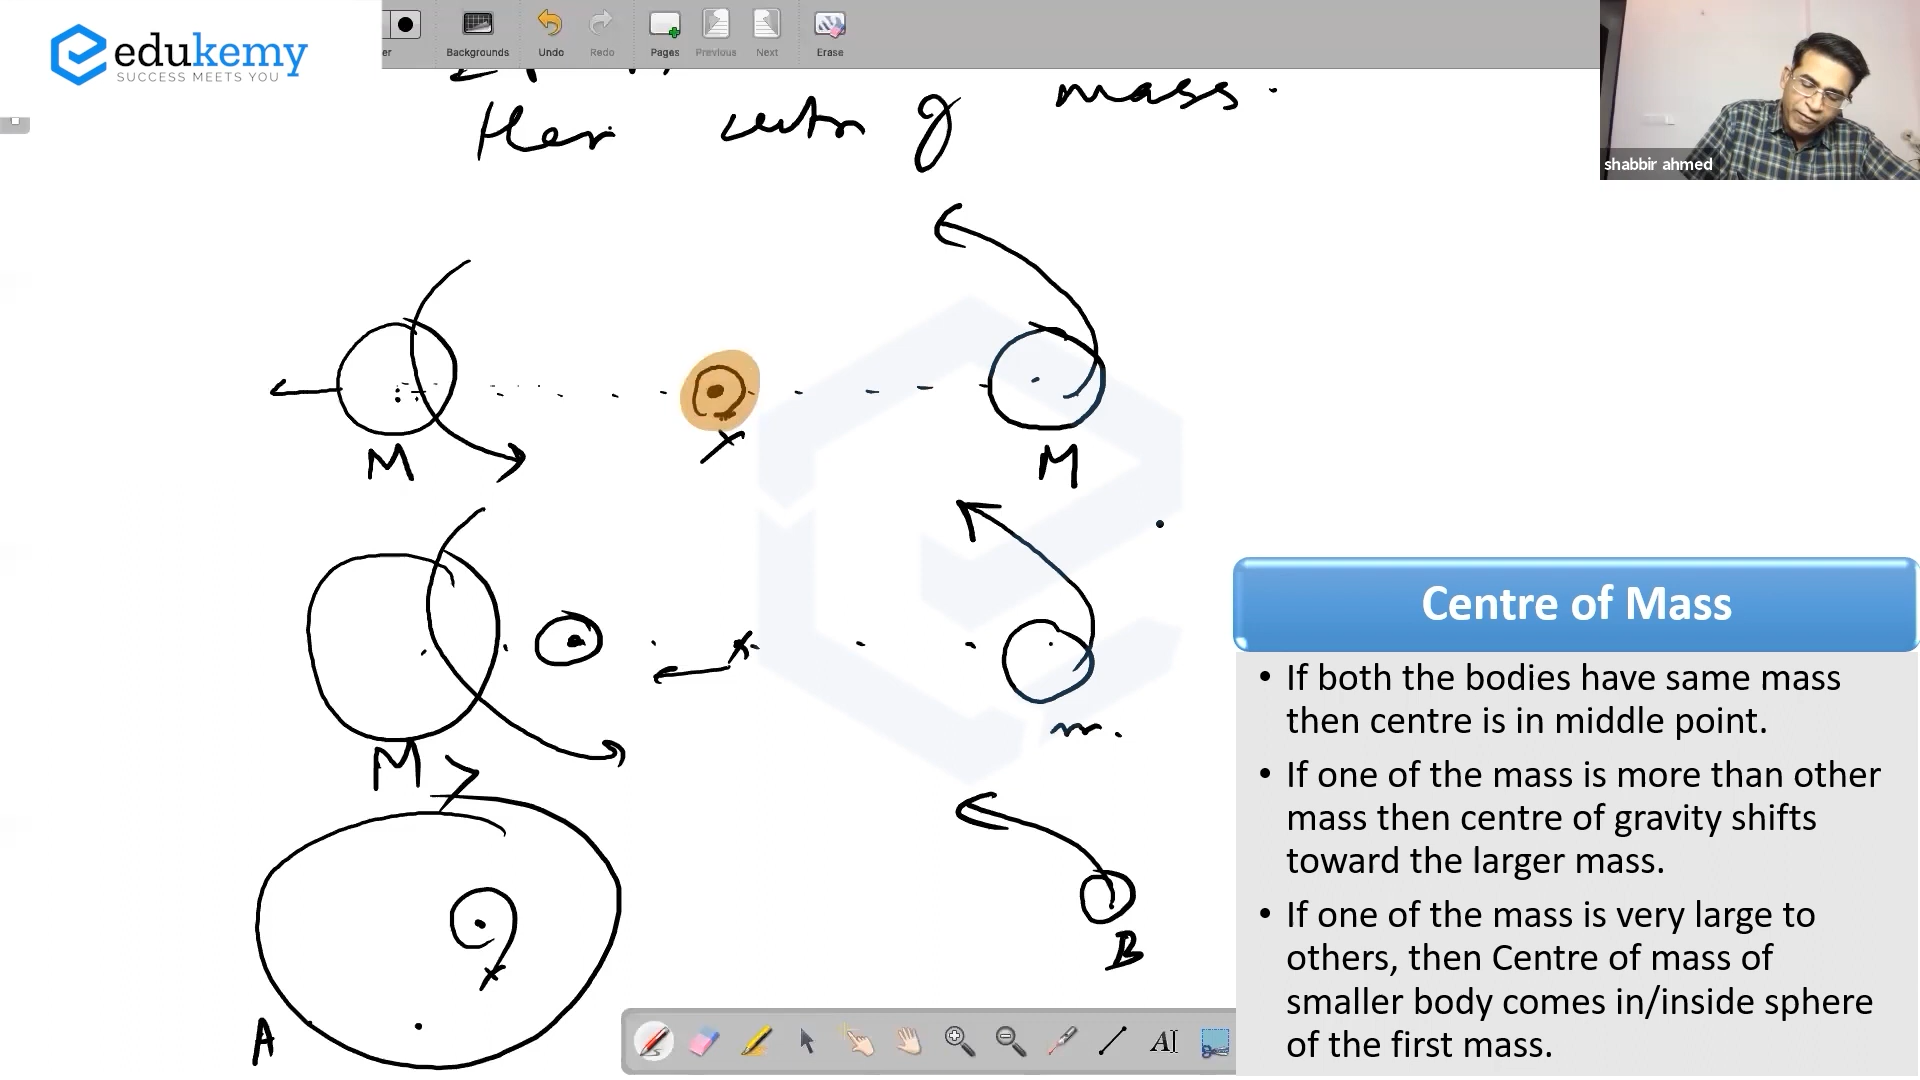 edukemy
SUCCESS MEETS YOU
er
Backgrounds
Undo
Redo
Pages
Previous
Next
Erase
shabbir ahmed
mass.
M
M
M >
m.
A
B
AI
Centre of Mass
• If both the bodies have same mass
then centre is in middle point.
• If one of the mass is more than other
mass then centre of gravity shifts
toward the larger mass.
• If one of the mass is very large to
others, then Centre of mass of
smaller body comes in/inside sphere
of the first mass.